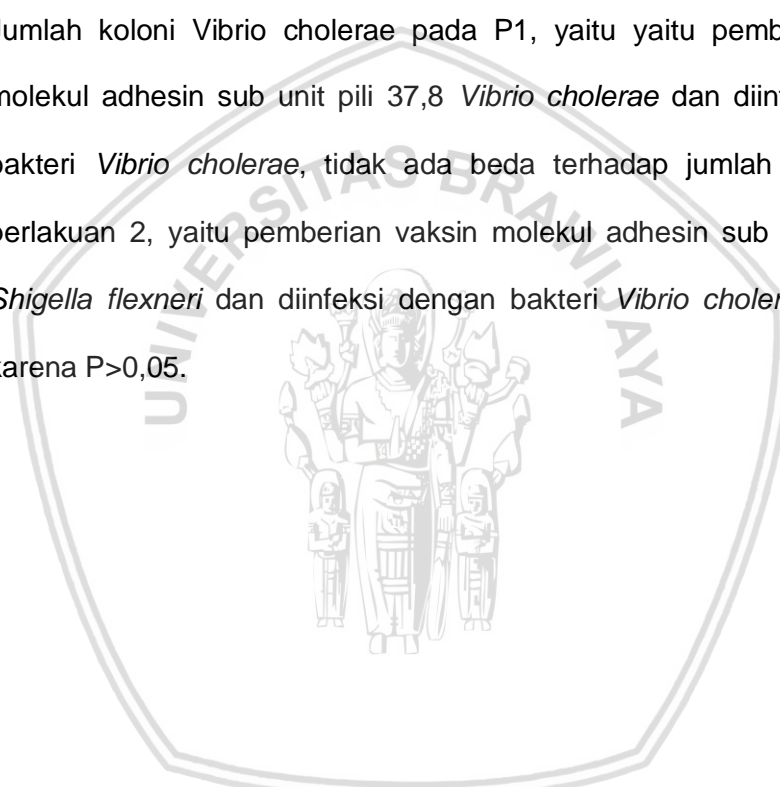 Jumlah koloni Vibrio cholerae pada P1, yaitu yaitu pemb
molekul adhesin sub unit pili 37,8 Vibrio cholerae dan diin
bakteri Vibrio cholerae, tidak ada beda terhadap jumlah
perlakuan 2, yaitu pemberian vaksin molekul adhesin sub
Shigella flexneri dan diinfeksi dengan bakteri Vibrio choler
karena P>0,05.
UNIVERSITAS BRAWIJAYA